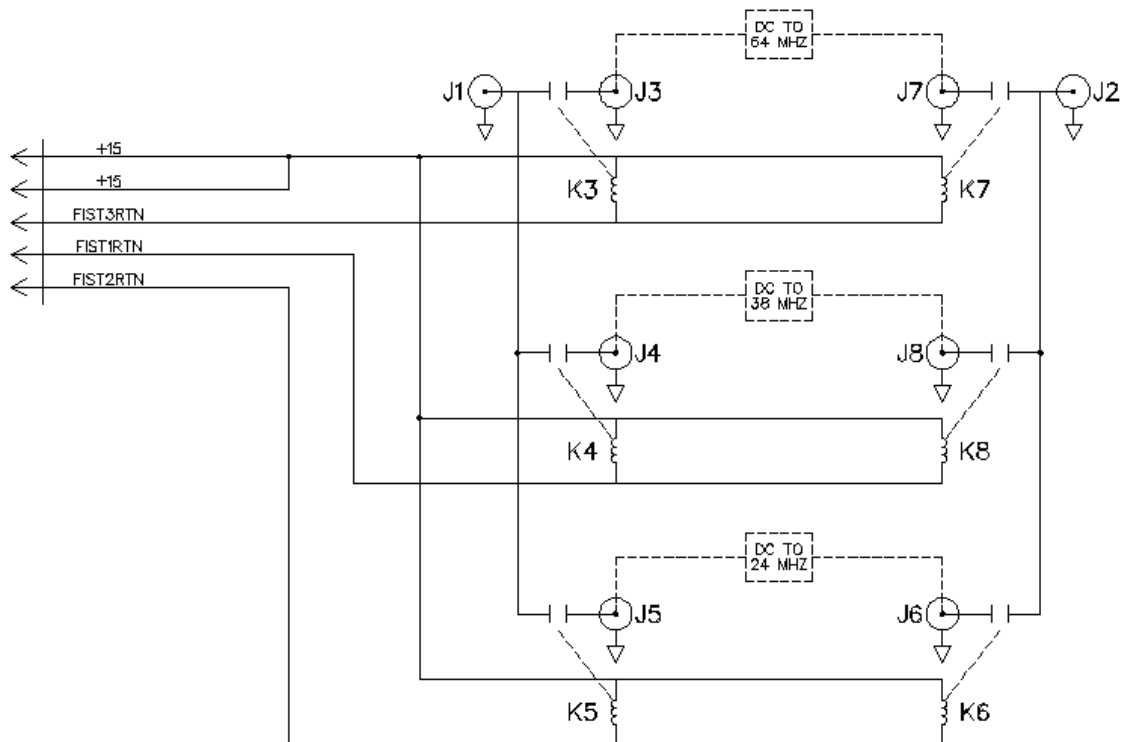 DC TO
64 MHZ
J1
J3
J7
J2
+15
+15
K3
K7
FIST3RTN
FIST1RTN
FIST2RTN
DC TO
38 MHZ
J4
J8
K4
K8
DC TO
24 MHZ
J5
J6
K5
K6